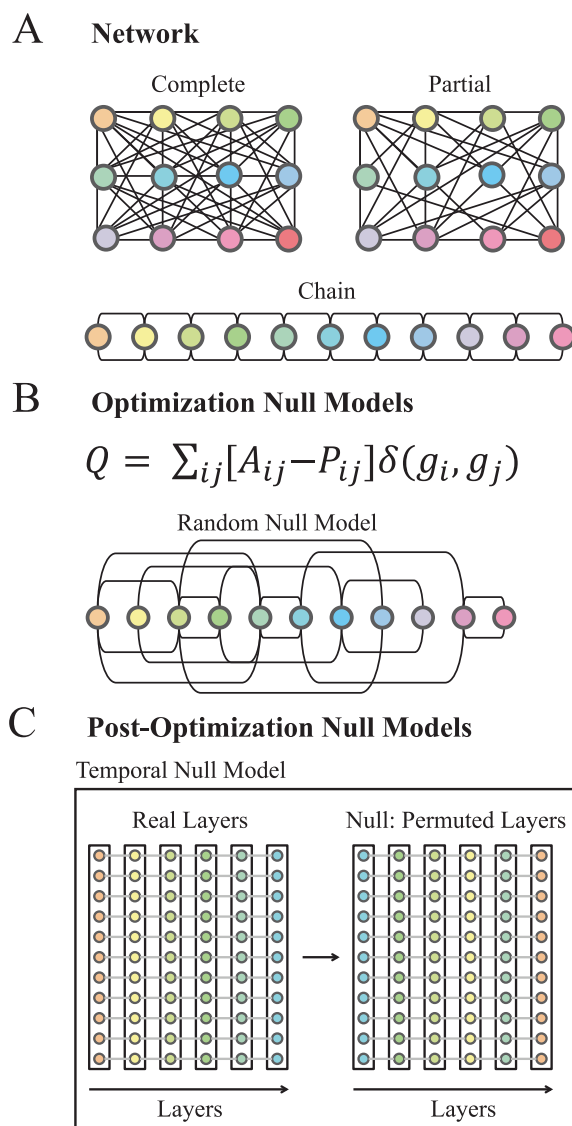 A Network
Complete Partial
Chain
B Optimization Null Models
Q = ∑ij[Aij−Pij]δ(gi, gj)
Random Null Model
C Post-Optimization Null Models
Temporal Null Model
Real Layers Null: Permuted Layers
Layers Layers